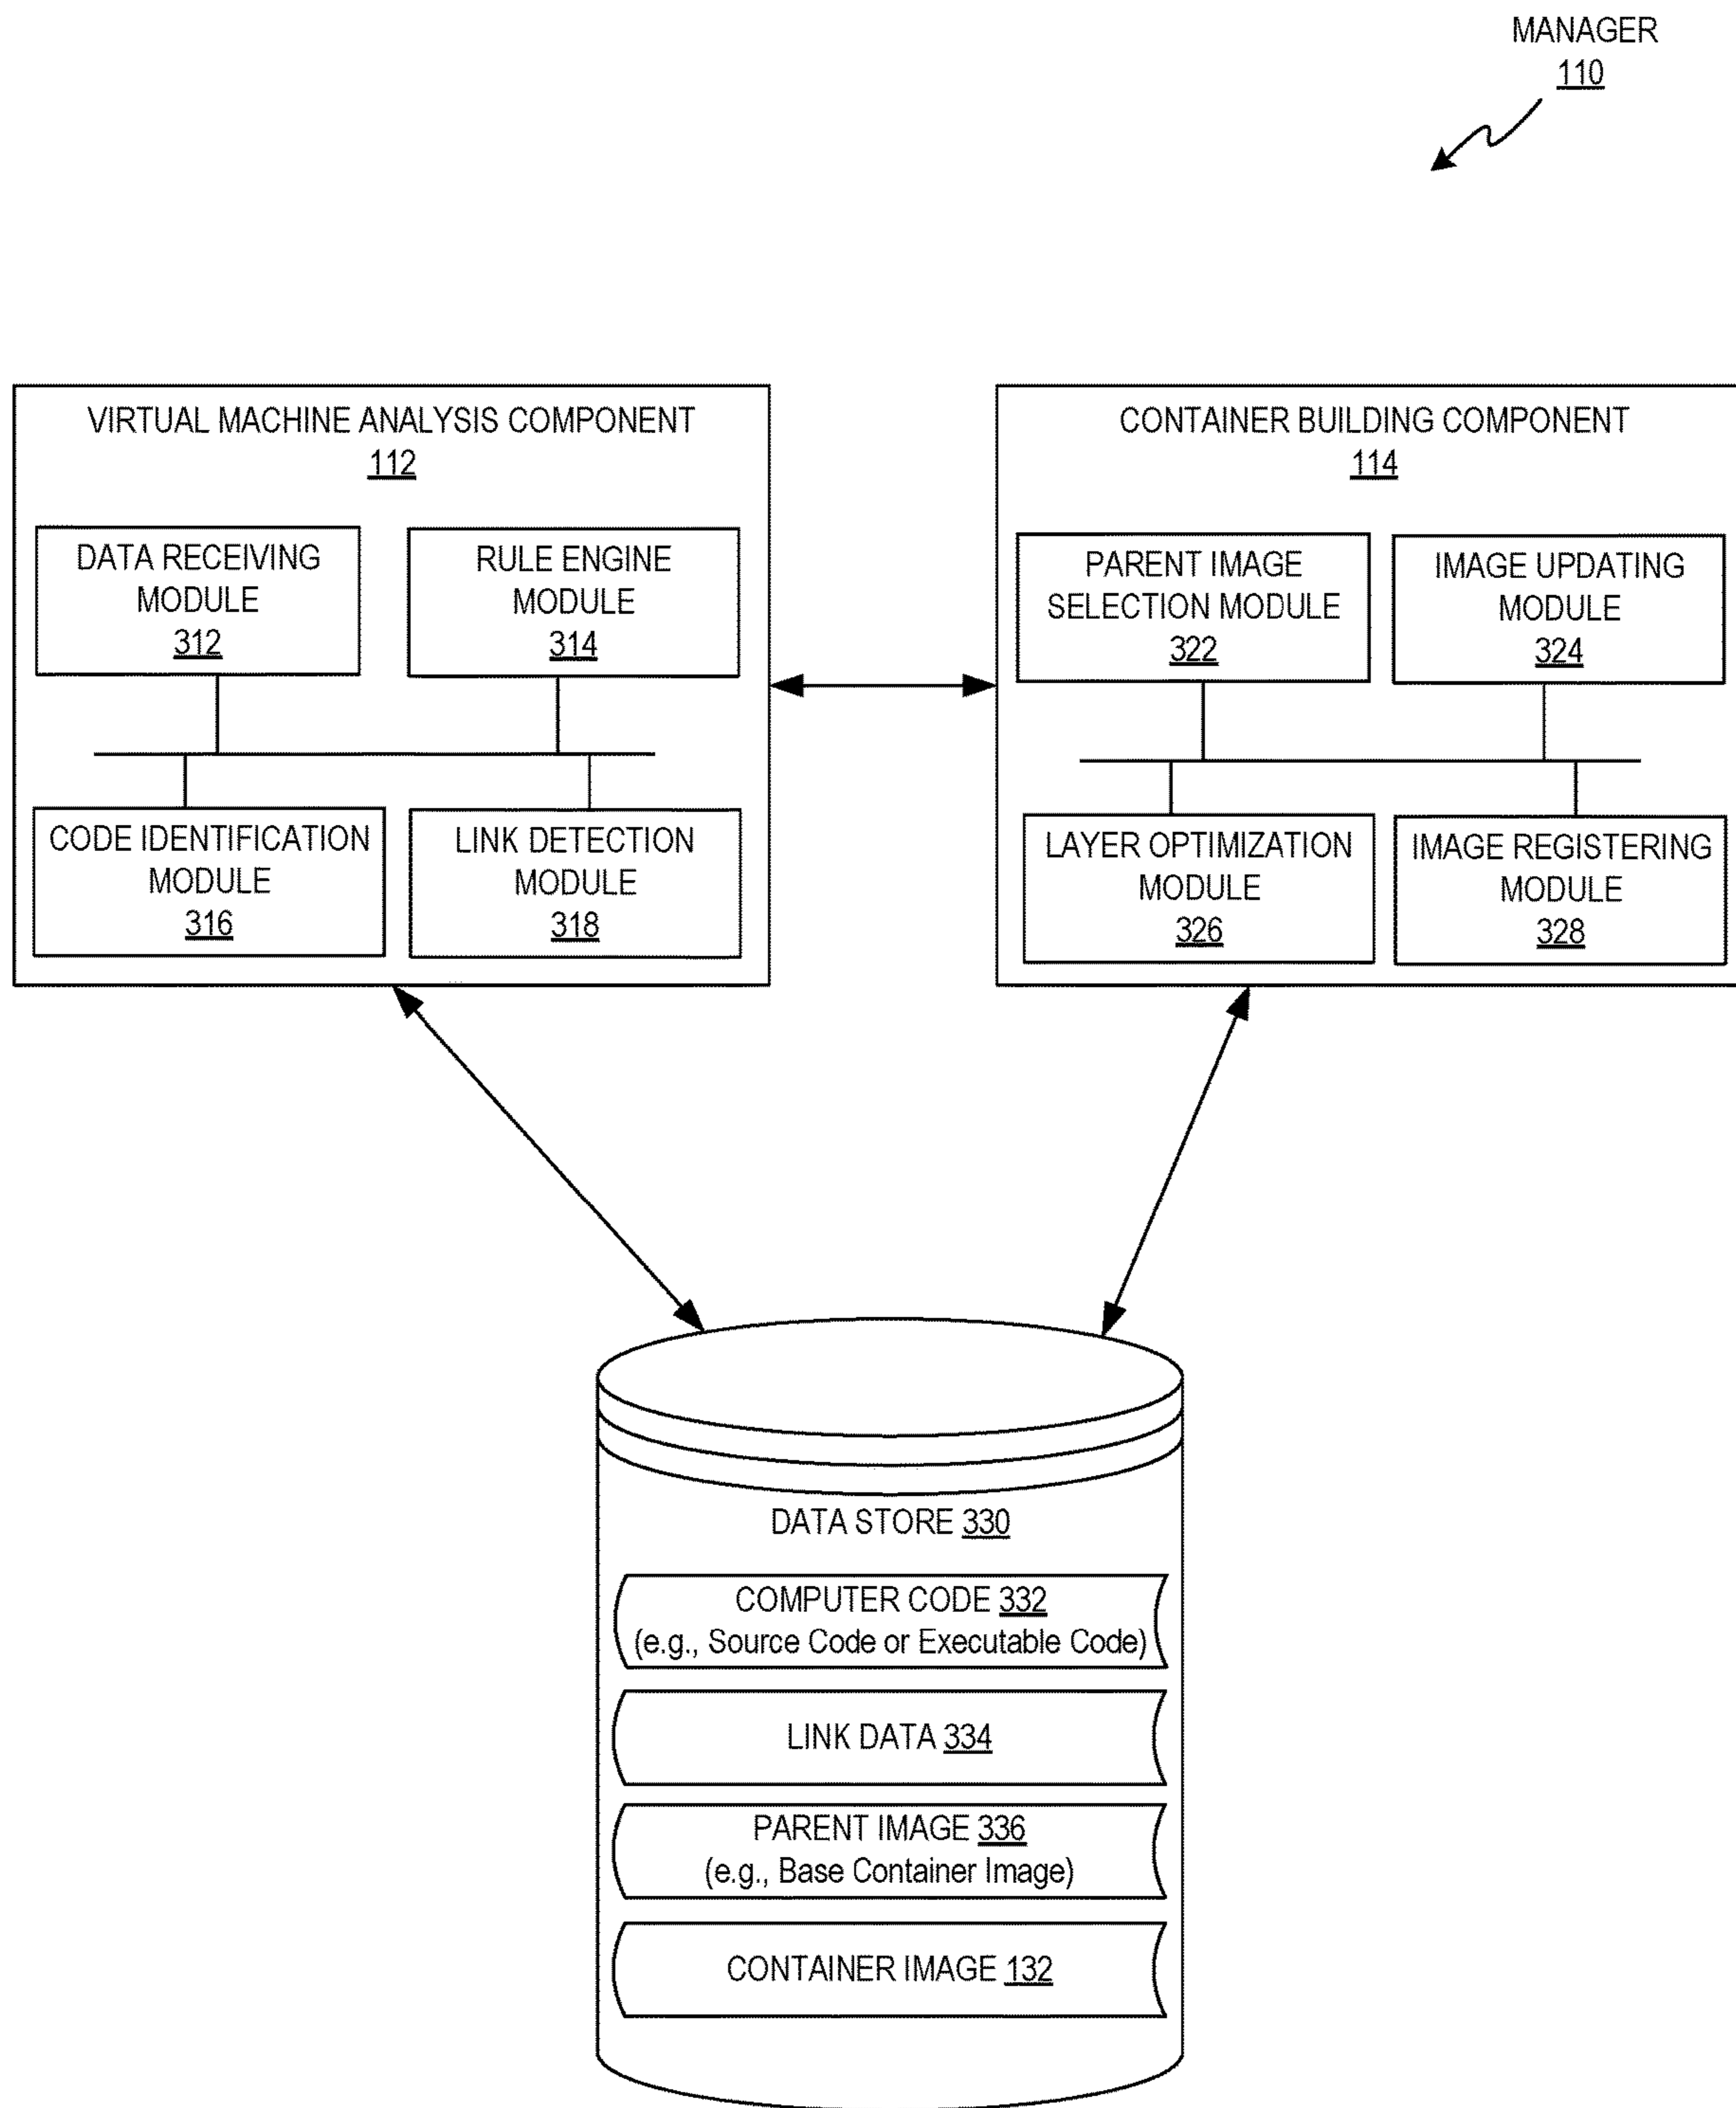 MANAGER
110
VIRTUAL MACHINE ANALYSIS COMPONENT
112
DATA RECEIVING
MODULE
312
RULE ENGINE
MODULE
314
CODE IDENTIFICATION
MODULE
316
LINK DETECTION
MODULE
318
CONTAINER BUILDING COMPONENT
114
PARENT IMAGE
SELECTION MODULE
322
IMAGE UPDATING
MODULE
324
LAYER OPTIMIZATION
MODULE
326
IMAGE REGISTERING
MODULE
328
DATA STORE 330
COMPUTER CODE 332
(e.g., Source Code or Executable Code)
LINK DATA 334
PARENT IMAGE 336
(e.g., Base Container Image)
CONTAINER IMAGE 132